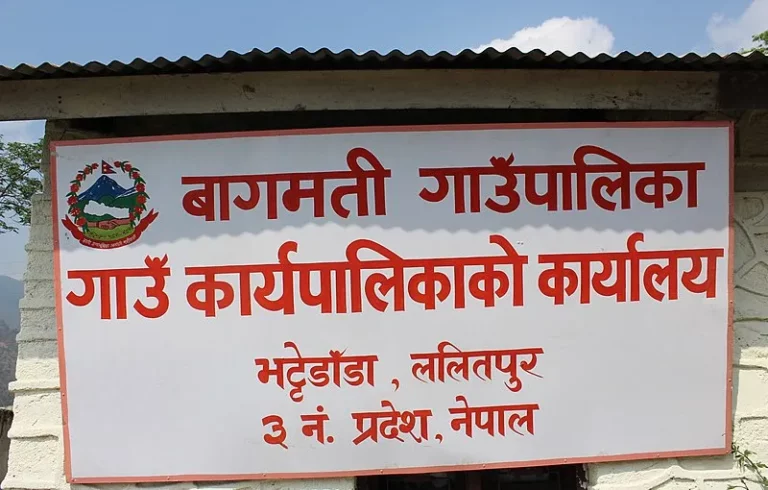 बागमती गाउँपालिका
गाउँ कार्यपालिकाको कार्यालय
भट्टेडाँडा , ललितपुर
३ नं. प्रदेश, नेपाल